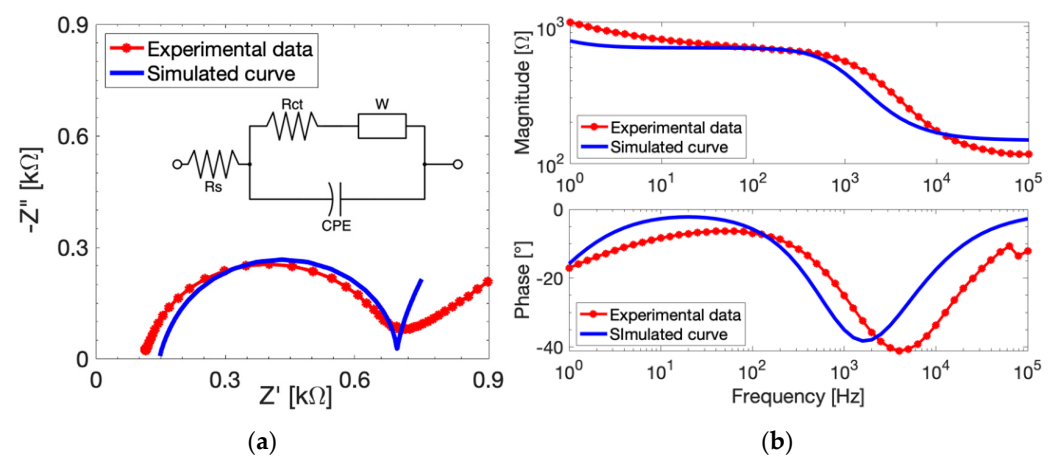 0.9
0.6
0.3
0
-Z" [kΩ]
Experimental data
Simulated curve
Rct
W
Rs
CPE
0
0.3
0.6
0.9
Z' [kΩ]
(a)
10³
10²
Magnitude [Ω]
Experimental data
Simulated curve
10⁰
10¹
10²
10³
10⁴
10⁵
0
-20
-40
Phase [°]
Experimental data
SImulated curve
10⁰
10¹
10²
10³
10⁴
10⁵
Frequency [Hz]
(b)